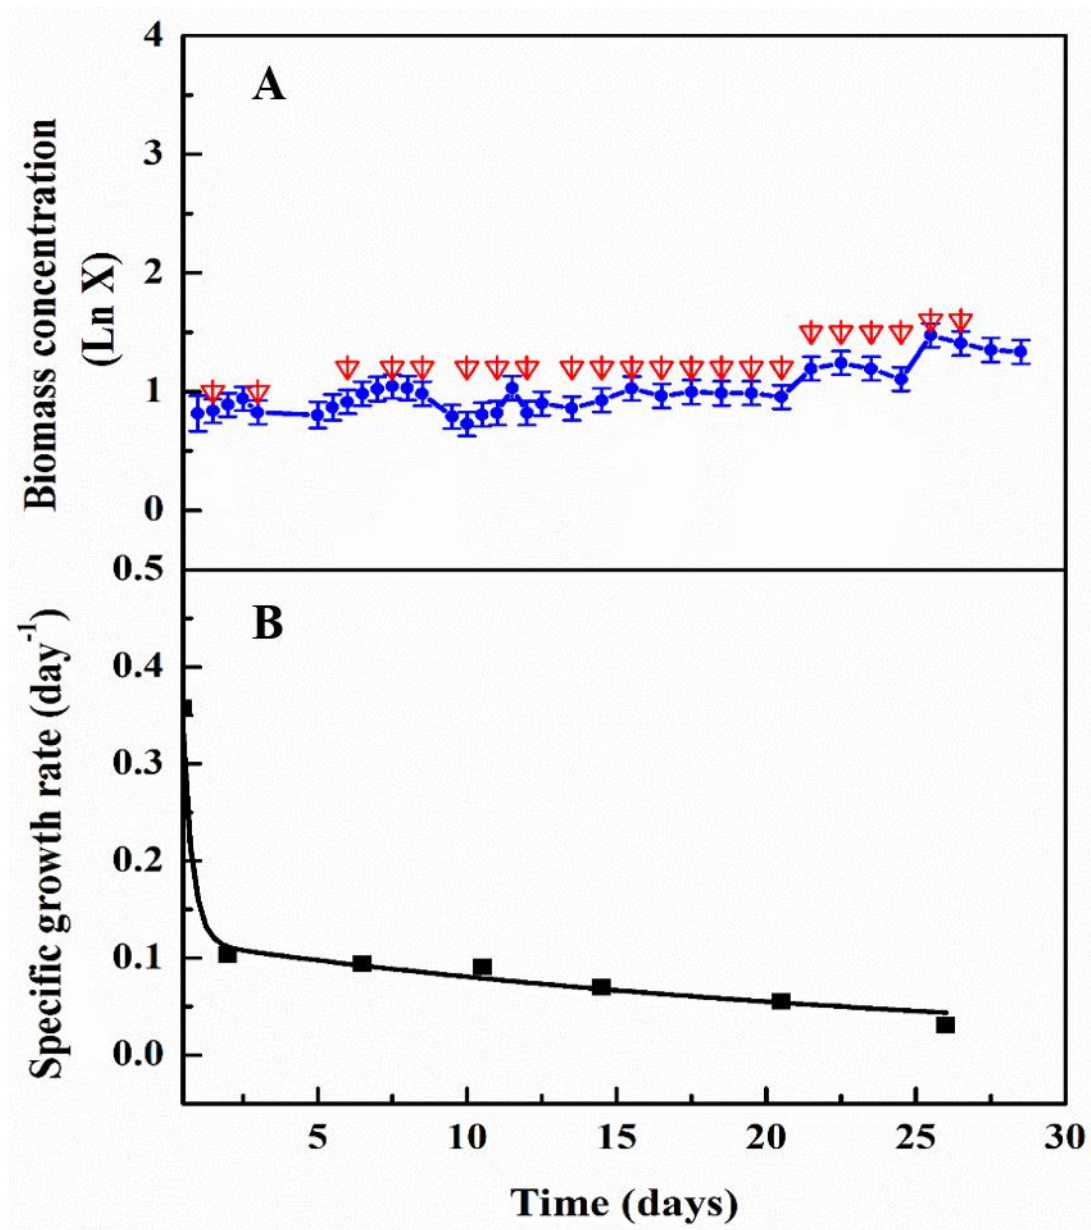 A
4
3
2
1
0
Biomass concentration
(Ln X)
B
0.5
0.4
0.3
0.2
0.1
0.0
Specific growth rate (day-1)
5 10 15 20 25 30
Time (days)